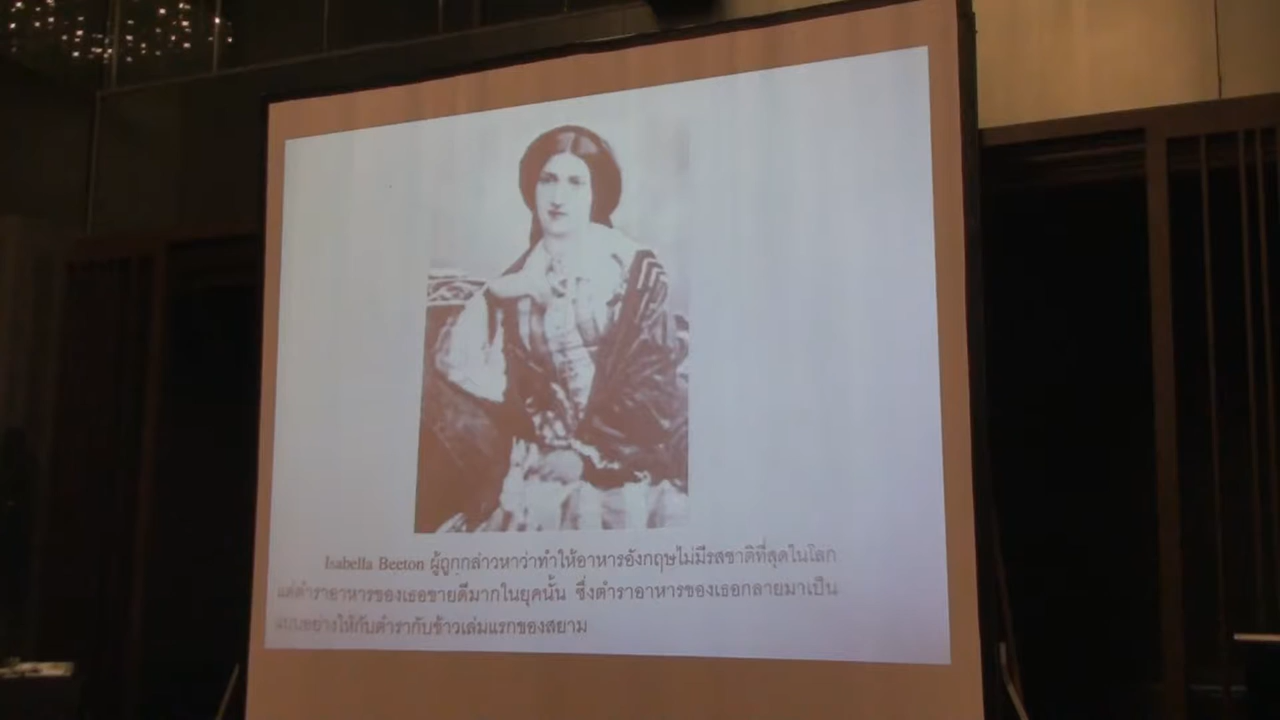 Isabella Beeton ผู้ถูกกล่าวหาว่าทำให้อาหารอังกฤษไม่มีรสชาติที่สุดในโลก
แต่ตำราอาหารของเธอขายดีมากในยุคนั้น ซึ่งตำราอาหารของเธอกลายมาเป็น
แบบอย่างให้กับตำรากับข้าวเล่มแรกของสยาม